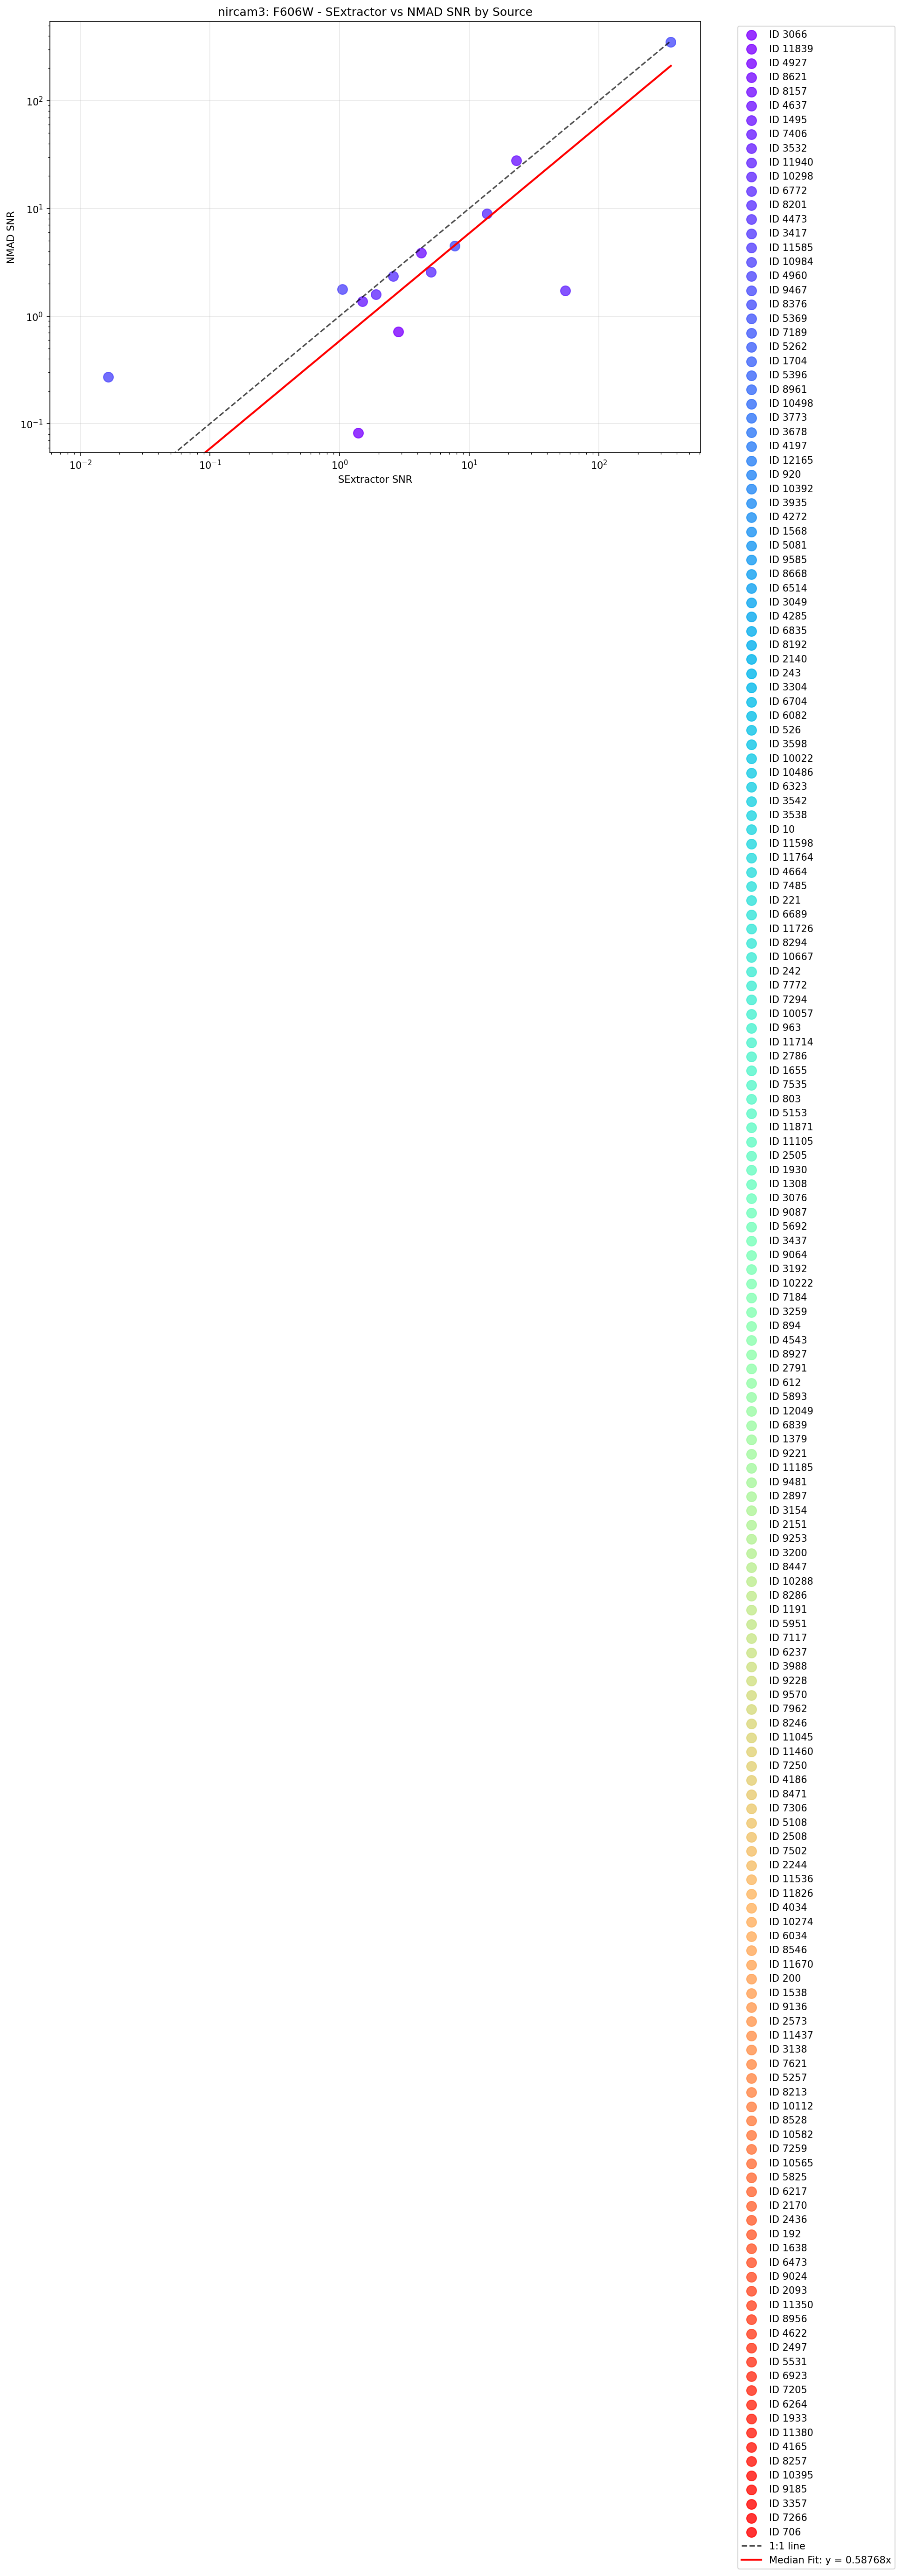 nircam3: F606W - SExtractor vs NMAD SNR by Source
NMAD SNR
10²
10¹
10⁰
10⁻¹
10⁻²
10⁻¹
10⁰
10¹
10²
SExtractor SNR
ID 3066
ID 11839
ID 4927
ID 8621
ID 8157
ID 4637
ID 1495
ID 7406
ID 3532
ID 11940
ID 10298
ID 6772
ID 8201
ID 4473
ID 3417
ID 11585
ID 10984
ID 4960
ID 9467
ID 8376
ID 5369
ID 7189
ID 5262
ID 1704
ID 5396
ID 8961
ID 10498
ID 3773
ID 3678
ID 4197
ID 12165
ID 920
ID 10392
ID 3935
ID 4272
ID 1568
ID 5081
ID 9585
ID 8668
ID 6514
ID 3049
ID 4285
ID 6835
ID 8192
ID 2140
ID 243
ID 3304
ID 6704
ID 6082
ID 526
ID 3598
ID 10022
ID 10486
ID 6323
ID 3542
ID 3538
ID 10
ID 11598
ID 11764
ID 4664
ID 7485
ID 221
ID 6689
ID 11726
ID 8294
ID 10667
ID 242
ID 7772
ID 7294
ID 10057
ID 963
ID 11714
ID 2786
ID 1655
ID 7535
ID 803
ID 5153
ID 11871
ID 11105
ID 2505
ID 1930
ID 1308
ID 3076
ID 9087
ID 5692
ID 3437
ID 9064
ID 3192
ID 10222
ID 7184
ID 3259
ID 894
ID 4543
ID 8927
ID 2791
ID 612
ID 5893
ID 12049
ID 6839
ID 1379
ID 9221
ID 11185
ID 9481
ID 2897
ID 3154
ID 2151
ID 9253
ID 3200
ID 8447
ID 10288
ID 8286
ID 1191
ID 5951
ID 7117
ID 6237
ID 3988
ID 9228
ID 9570
ID 7962
ID 8246
ID 11045
ID 11460
ID 7250
ID 4186
ID 8471
ID 7306
ID 5108
ID 2508
ID 7502
ID 2244
ID 11536
ID 11826
ID 4034
ID 10274
ID 6034
ID 8546
ID 11670
ID 200
ID 1538
ID 9136
ID 2573
ID 11437
ID 3138
ID 7621
ID 5257
ID 8213
ID 10112
ID 8528
ID 10582
ID 7259
ID 10565
ID 5825
ID 6217
ID 2170
ID 2436
ID 192
ID 1638
ID 6473
ID 9024
ID 2093
ID 11350
ID 8956
ID 4622
ID 2497
ID 5531
ID 6923
ID 7205
ID 6264
ID 1933
ID 11380
ID 4165
ID 8257
ID 10395
ID 9185
ID 3357
ID 7266
ID 706
1:1 line
Median Fit: y = 0.58768x